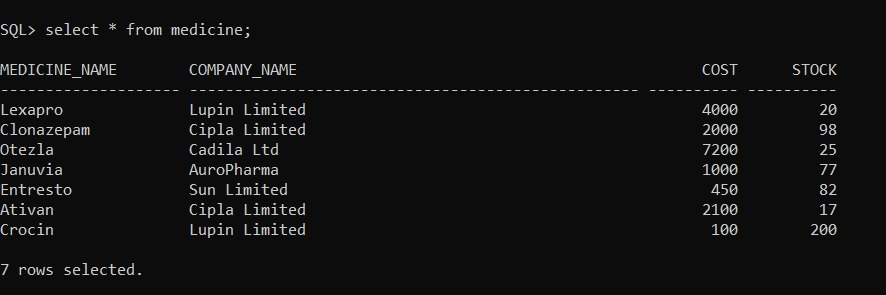 SQL> select * from medicine;
MEDICINE_NAME        COMPANY_NAME                                             COST      STOCK
-------------------- -------------------------------------------------- ---------- ----------
Lexapro              Lupin Limited                                            4000         20
Clonazepam           Cipla Limited                                            2000         98
Otezla               Cadila Ltd                                               7200         25
Januvia              AuroPharma                                               1000         77
Entresto             Sun Limited                                               450         82
Ativan               Cipla Limited                                            2100         17
Crocin               Lupin Limited                                             100        200
7 rows selected.